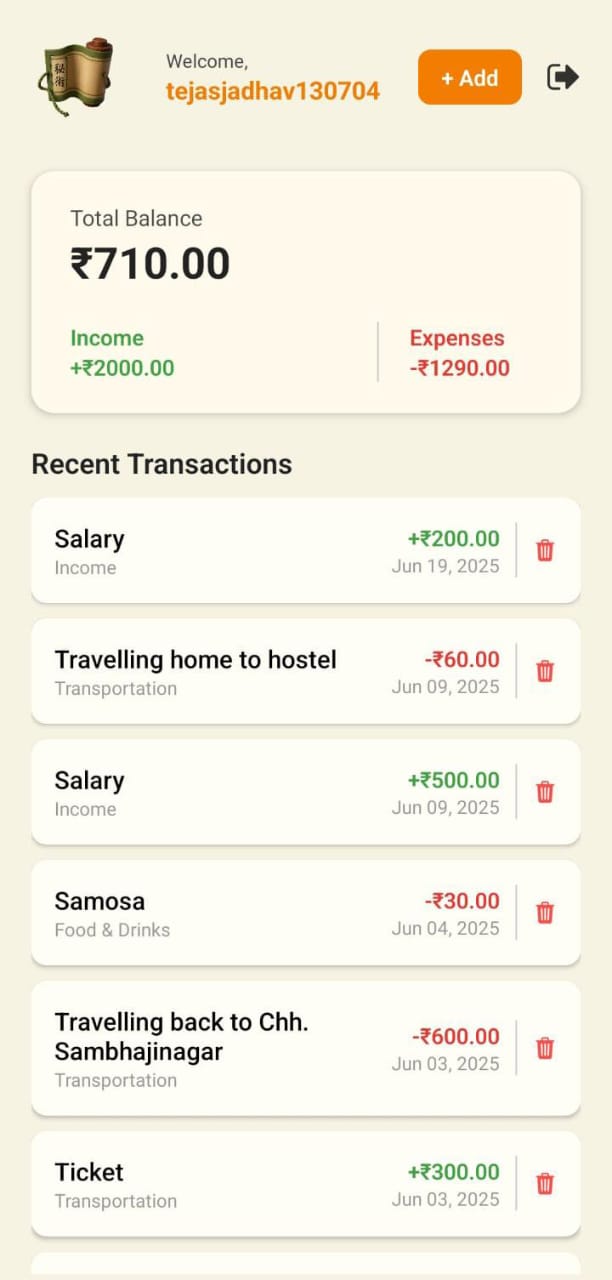 秘術
Welcome,
tejasjadhav130704
+ Add
Total Balance
₹710.00
Income
Expenses
+₹2000.00
-₹1290.00
Recent Transactions
Salary
+₹200.00
Income
Jun 19, 2025
Travelling home to hostel
-₹60.00
Transportation
Jun 09, 2025
Salary
+₹500.00
Income
Jun 09, 2025
Samosa
-₹30.00
Food & Drinks
Jun 04, 2025
Travelling back to Chh.
Sambhajinagar
-₹600.00
Transportation
Jun 03, 2025
Ticket
+₹300.00
Transportation
Jun 03, 2025